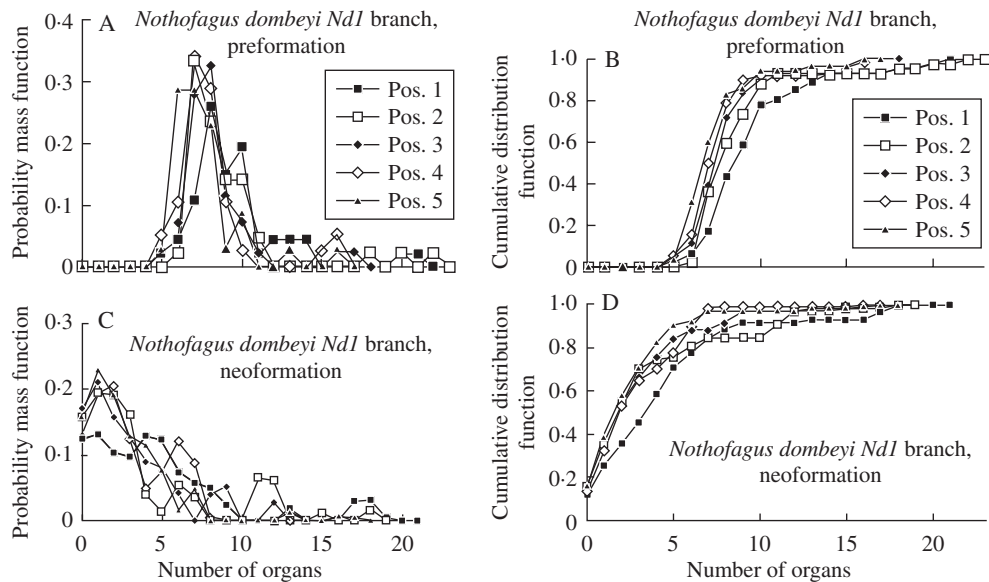 A
Nothofagus dombeyi Nd1 branch,
preformation
Probability mass function
0·4
0·3
0·2
0·1
0
Pos. 1
Pos. 2
Pos. 3
Pos. 4
Pos. 5
B
Nothofagus dombeyi Nd1 branch,
preformation
Cumulative distribution
function
1·0
0·8
0·6
0·4
0·2
0
Pos. 1
Pos. 2
Pos. 3
Pos. 4
Pos. 5
C
Nothofagus dombeyi Nd1 branch,
neoformation
Probability mass function
0·3
0·2
0·1
0
0 5 10 15 20
Number of organs
D
Nothofagus dombeyi Nd1 branch,
neoformation
Cumulative distribution
function
1·0
0·8
0·6
0·4
0·2
0
0 5 10 15 20
Number of organs